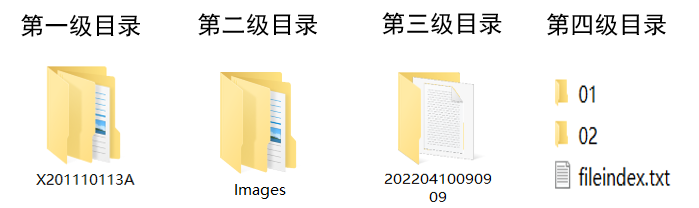 第一级目录
第二级目录
第三级目录
第四级目录
X201110113A
Images
202204100909
09
01
02
fileindex.txt